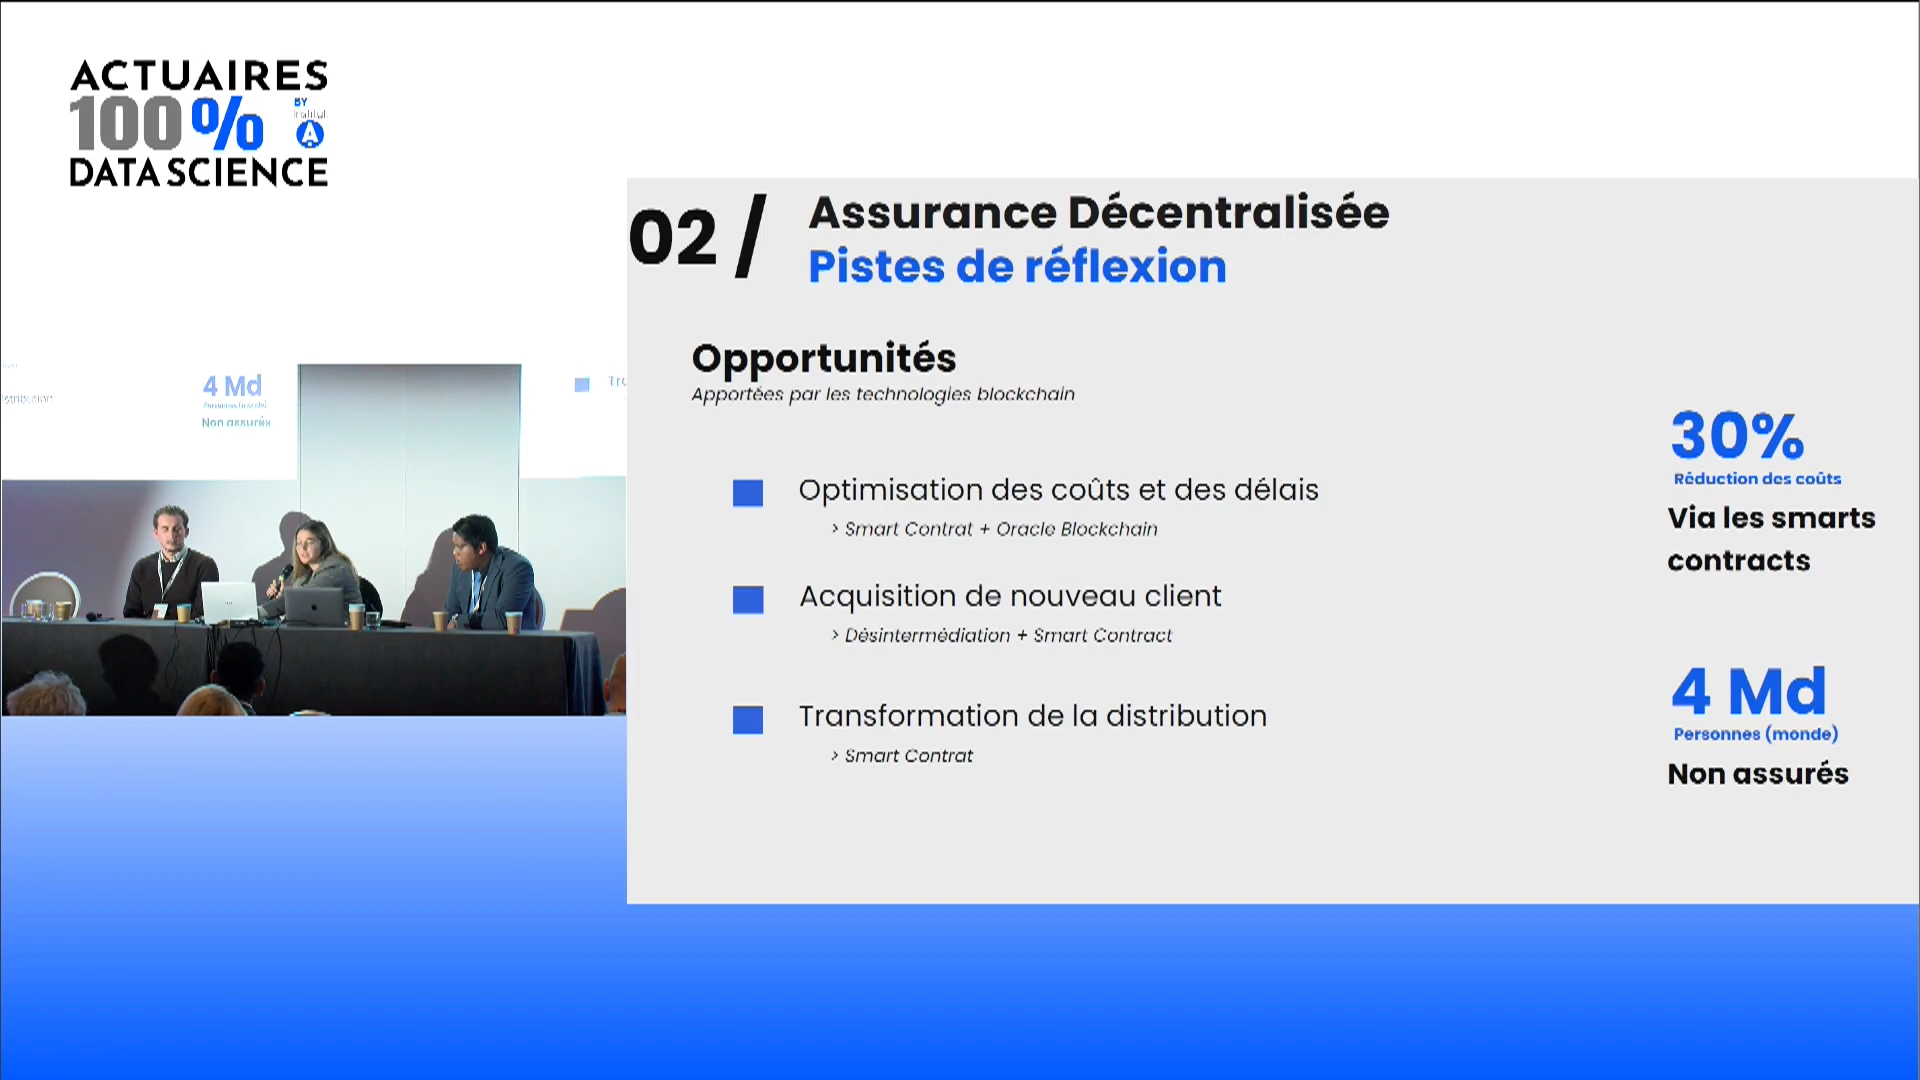 ACTUAIRES
100%
BY
Institut
A
DATA SCIENCE
02 /
Assurance Décentralisée
Pistes de réflexion
Opportunités
Apportées par les technologies blockchain
Optimisation des coûts et des délais
> Smart Contrat + Oracle Blockchain
Acquisition de nouveau client
> Désintermédiation + Smart Contract
Transformation de la distribution
> Smart Contrat
30%
Réduction des coûts
Via les smarts
contracts
4 Md
Personnes (monde)
Non assurés
4 Md
Personnes (monde)
Non assurés